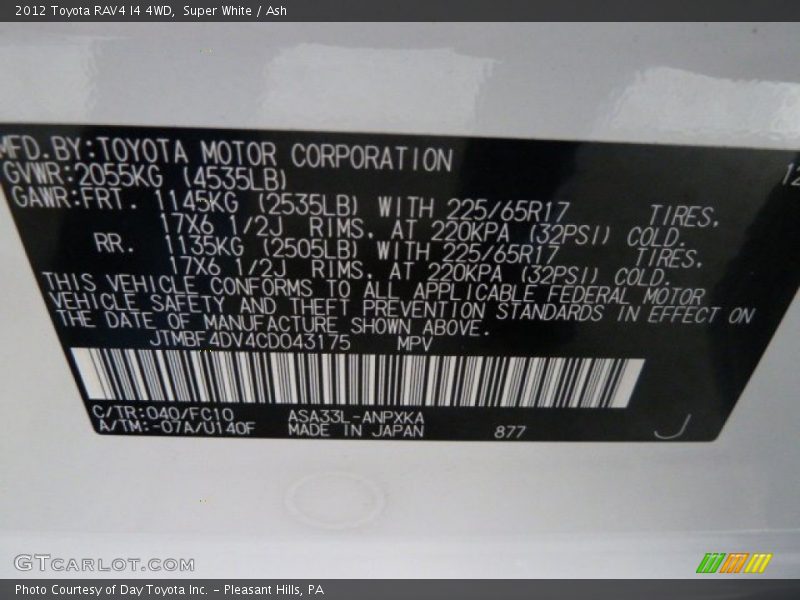 2012 Toyota RAV4 I4 4WD,  Super White / Ash
MFD.BY:TOYOTA MOTOR CORPORATION
12
GVWR:2055KG (4535LB)
GAWR:FRT. 1145KG (2535LB) WITH 225/65R17 TIRES,
17X6 1/2J RIMS, AT 220KPA (32PSI) COLD.
RR. 1135KG (2505LB) WITH 225/65R17 TIRES,
17X6 1/2J RIMS, AT 220KPA (32PSI) COLD.
THIS VEHICLE CONFORMS TO ALL APPLICABLE FEDERAL MOTOR
VEHICLE SAFETY AND THEFT PREVENTION STANDARDS IN EFFECT ON
THE DATE OF MANUFACTURE SHOWN ABOVE.
JTMBF4DV4CD043175 MPV
C/TR:040/FC10 ASA33L-ANPXKA
A/TM:-07A/U140F MADE IN JAPAN 877 J
GTCARLOT.COM
Photo Courtesy of Day Toyota Inc. - Pleasant Hills, PA